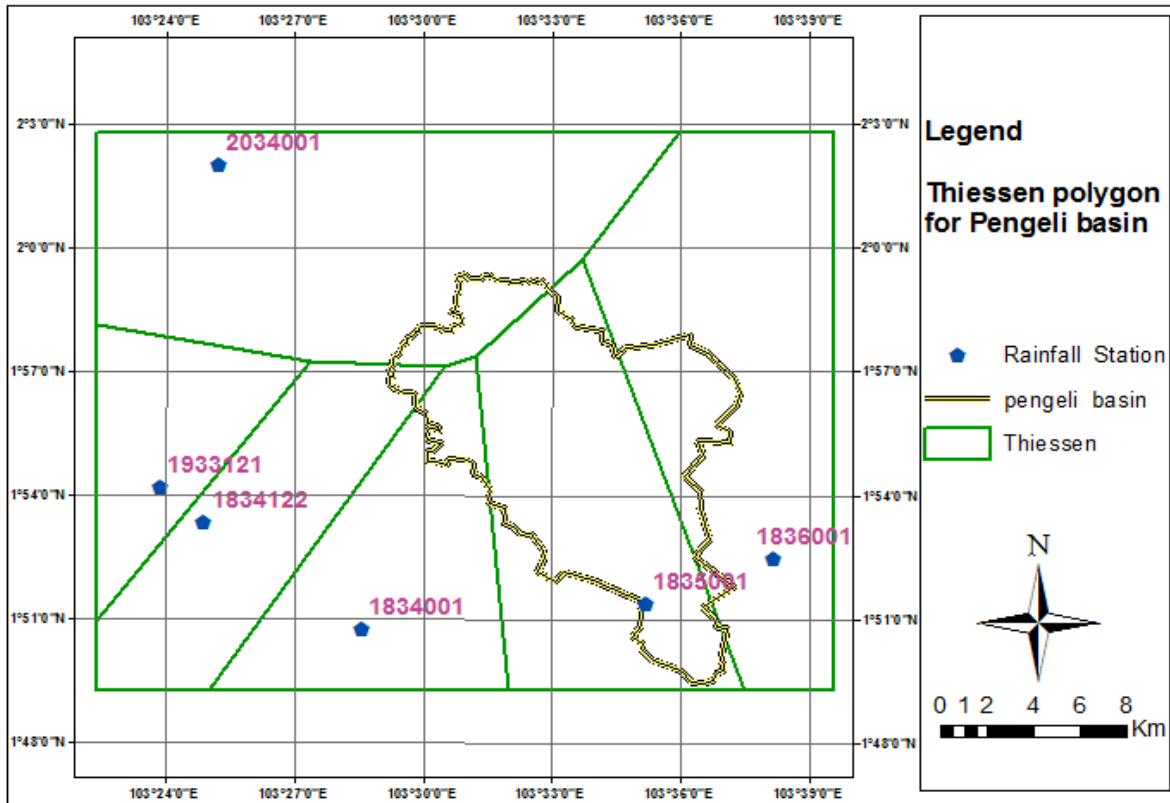 103°24'0"E 103°27'0"E 103°30'0"E 103°33'0"E 103°36'0"E 103°39'0"E
2°3'0"N 2°3'0"N
2034001
2°0'0"N 2°0'0"N
1°57'0"N 1°57'0"N
1933121
1°54'0"N 1°54'0"N
1834122
1836001
1835001
1834001
1°51'0"N 1°51'0"N
1°48'0"N 1°48'0"N
103°24'0"E 103°27'0"E 103°30'0"E 103°33'0"E 103°36'0"E 103°39'0"E
Legend
Thiessen polygon
for Pengeli basin
Rainfall Station
pengeli basin
Thiessen
N
0 1 2 4 6 8
Km